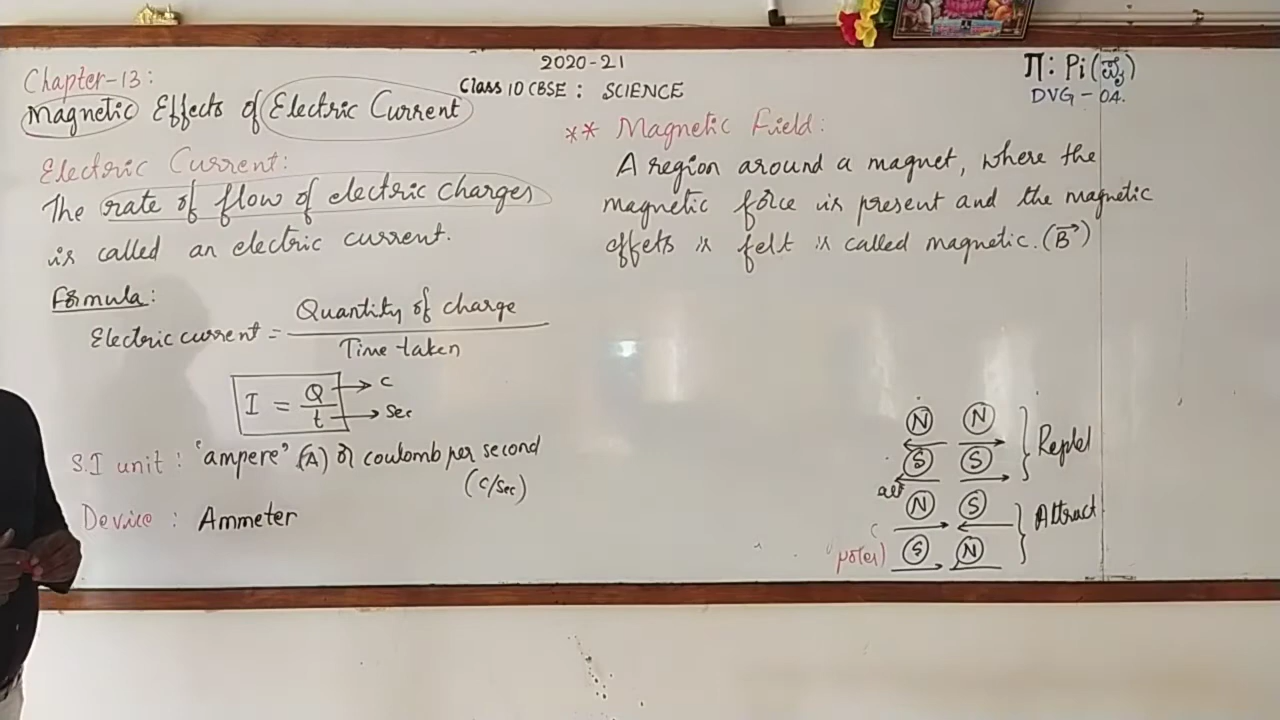 2020-21
Class 10 CBSE : SCIENCE
Π : Pi (
DVG - 04.
Chapter-13:
Magnetic Effects of Electric Current
Electric Current:
The rate of flow of electric charges
is called an electric current.
Formula:
Electric current = Quantity of charge
Time taken
I = Q/t
C
Sec
S.I unit : "ampere" (A) or coulomb per second
(C/Sec)
Device : Ammeter
** Magnetic Field:
A region around a magnet, where the
magnetic force is present and the magnetic
effets is felt is called magnetic. (B→)
N N
S S
Replel
N S
S N
Attract
poles)